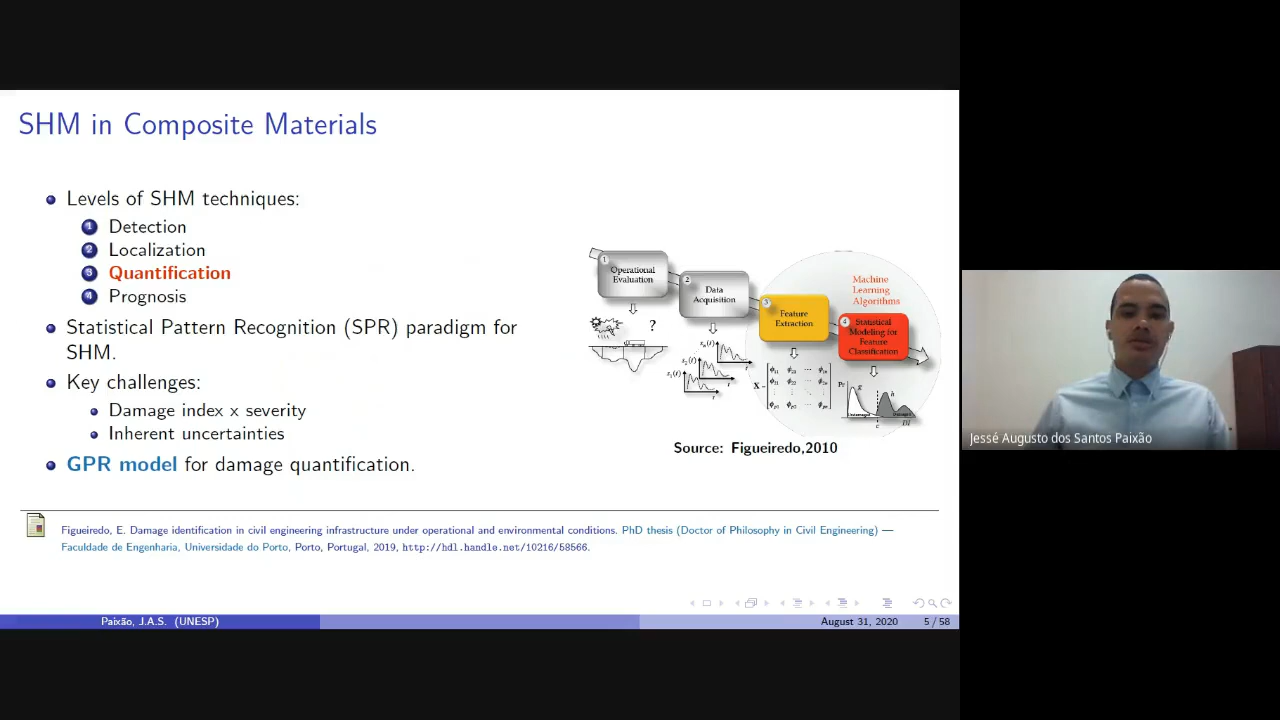 SHM in Composite Materials
Levels of SHM techniques:
1 Detection
2 Localization
3 Quantification
4 Prognosis
Statistical Pattern Recognition (SPR) paradigm for
SHM.
Key challenges:
Damage index x severity
Inherent uncertainties
GPR model for damage quantification.
1
Operational
Evaluation
?
2
Data
Acquisition
3
Feature
Extraction
Machine
Learning
Algorithms
4
Statistical
Modeling for
Feature
Classification
Source: Figueiredo,2010
Figueiredo, E. Damage identification in civil engineering infrastructure under operational and environmental conditions. PhD thesis (Doctor of Philosophy in Civil Engineering) —
Faculdade de Engenharia, Universidade do Porto, Porto, Portugal, 2019, http://hdl.handle.net/10216/58566.
Paixão, J.A.S. (UNESP)
August 31, 2020
5 / 58
Jessé Augusto dos Santos Paixão